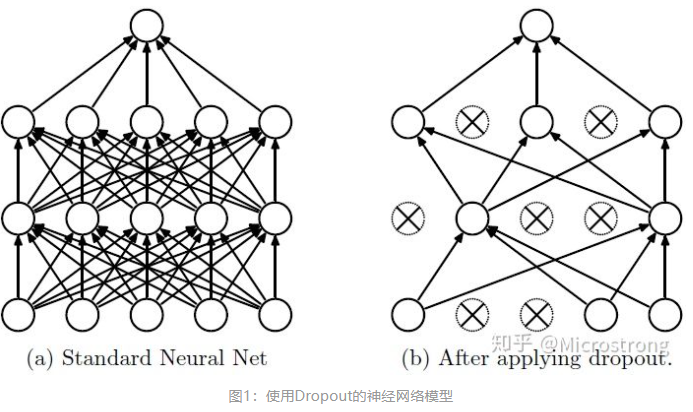 (a) Standard Neural Net
(b) After applying dropout.
知乎 @Microstrong
图1：使用Dropout的神经网络模型